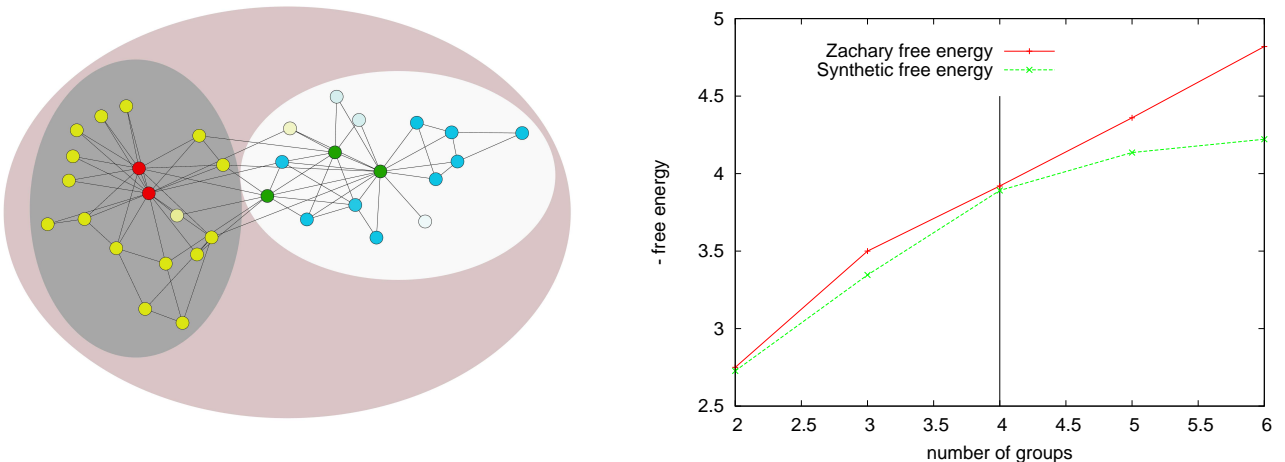 5
4.5
4
3.5
3
2.5
2 2.5 3 3.5 4 4.5 5 5.5 6
- free energy
number of groups
Zachary free energy
Synthetic free energy